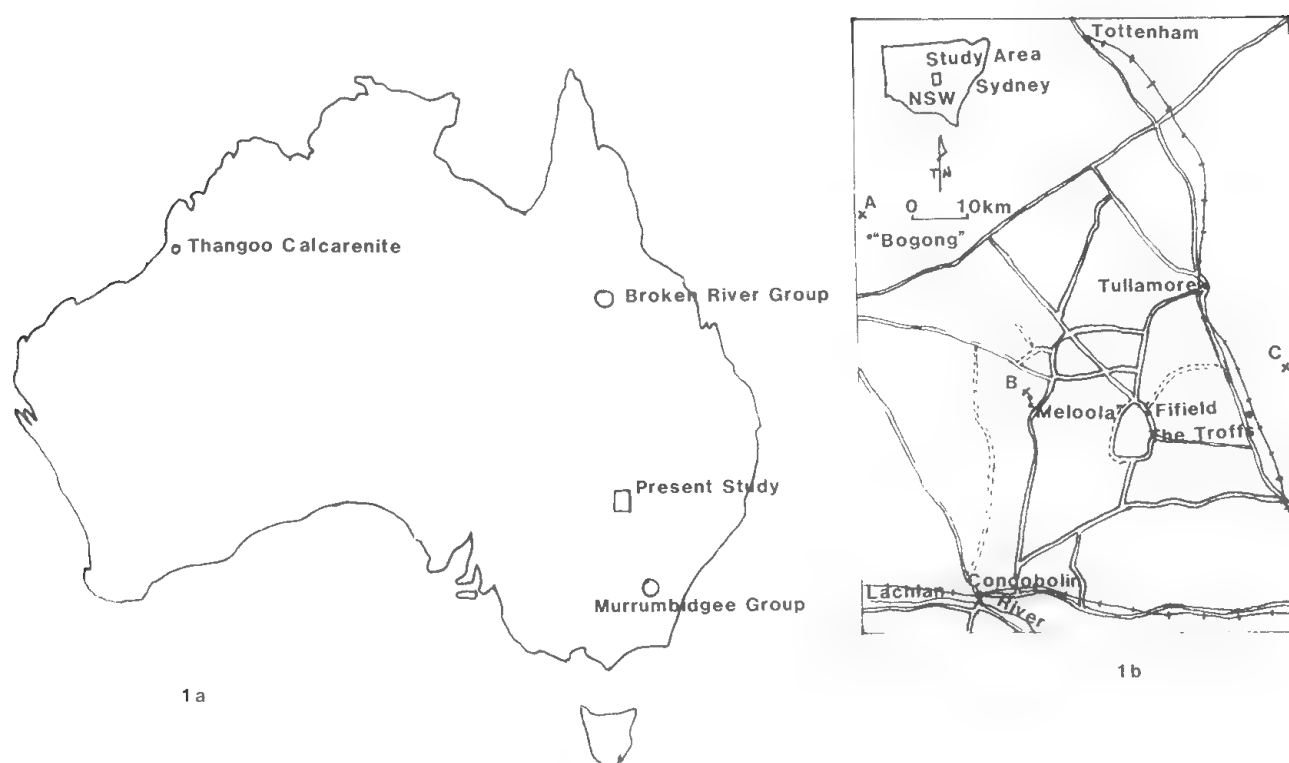 Thangoo Calcarenite
Broken River Group
Present Study
Murrumbidgee Group
1a
Tottenham
Study Area
Sydney
NSW
TN
A
0 10km
"Bogong"
Tullamore
C
B
"Meloola"
Fifield
The Troffs
Condobolin
Lachlan
River
1b